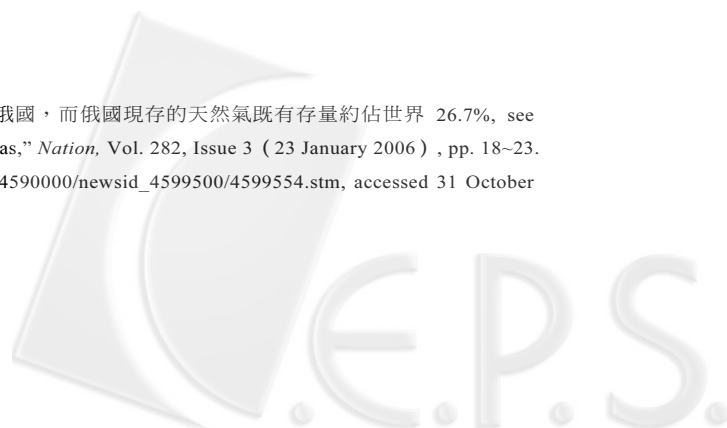 俄國，而俄國現存的天然氣既有存量約佔世界 26.7%, see
as,” Nation, Vol. 282, Issue 3（23 January 2006）, pp. 18~23.
4590000/newsid_4599500/4599554.stm, accessed 31 October
C.E.P.S.